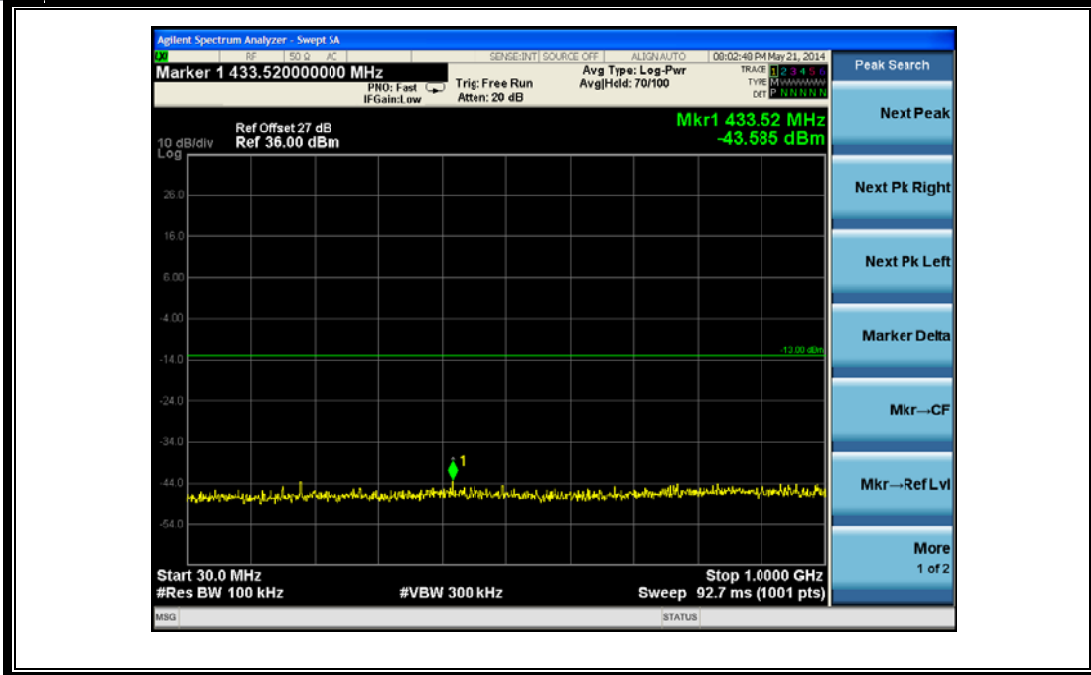 Agilent Spectrum Analyzer - Swept SA
LXI RF 50 Ω AC SENSE:INT SOURCE OFF ALIGN AUTO 08:02:48 PM May 21, 2014
Marker 1 433.520000000 MHz
PNO: Fast
IFGain:Low
Trig: Free Run
Atten: 20 dB
Avg Type: Log-Pwr
Avg|Hold: 70/100
TRACE 1 2 3 4 5 6
TYPE M WWWWW
DET P N N N N N
Ref Offset 27 dB
Ref 36.00 dBm
10 dB/div
Log
Mkr1 433.52 MHz
-43.585 dBm
26.0
16.0
6.00
-4.00
-13.00 dBm
-14.0
-24.0
-34.0
1
-44.0
-54.0
Start 30.0 MHz
Stop 1.0000 GHz
#Res BW 100 kHz
#VBW 300 kHz
Sweep 92.7 ms (1001 pts)
MSG
STATUS
Peak Search
Next Peak
Next Pk Right
Next Pk Left
Marker Delta
Mkr→CF
Mkr→Ref Lvl
More
1 of 2